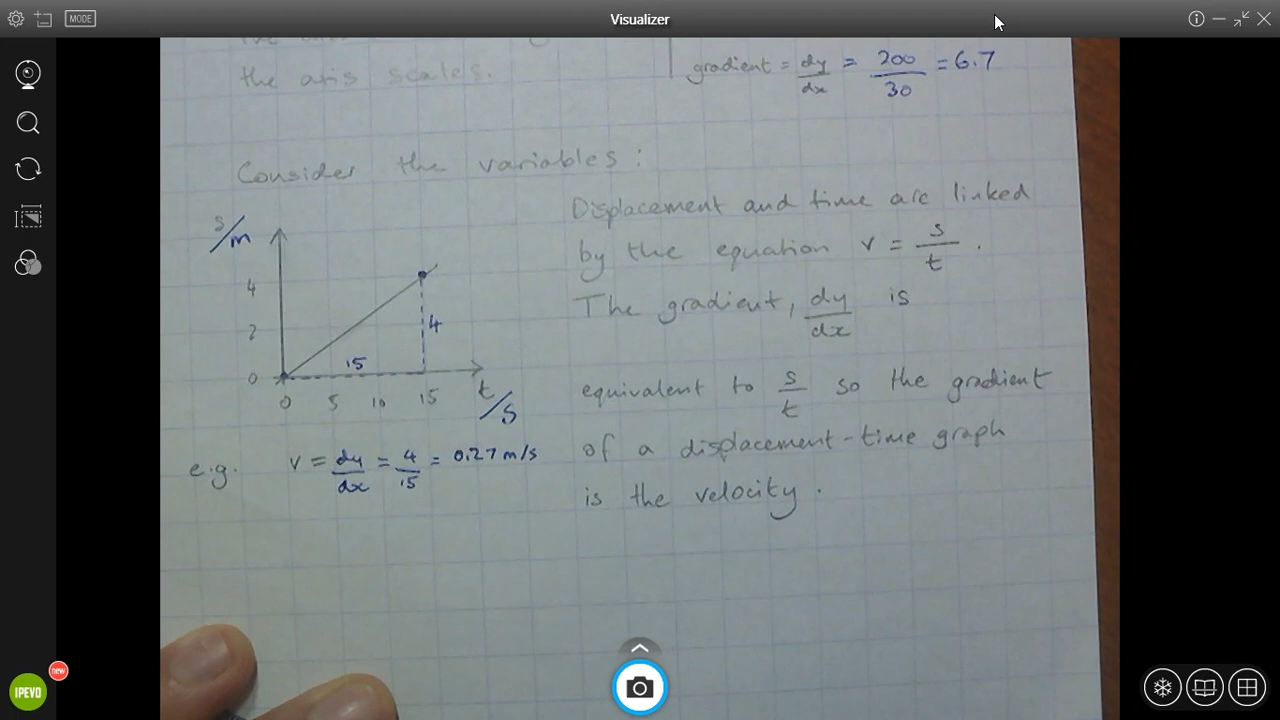 MODE
Visualizer
the axis scales.
gradient = dy/dx = 200/30 = 6.7
Consider the variables:
s/m
4
2
0
0 5 10 15
t/s
15
4
e.g. v = dy/dx = 4/15 = 0.27 m/s
Displacement and time are linked
by the equation v = s/t.
The gradient, dy/dx is
equivalent to s/t so the gradient
of a displacement-time graph
is the velocity.
IPEVO
new